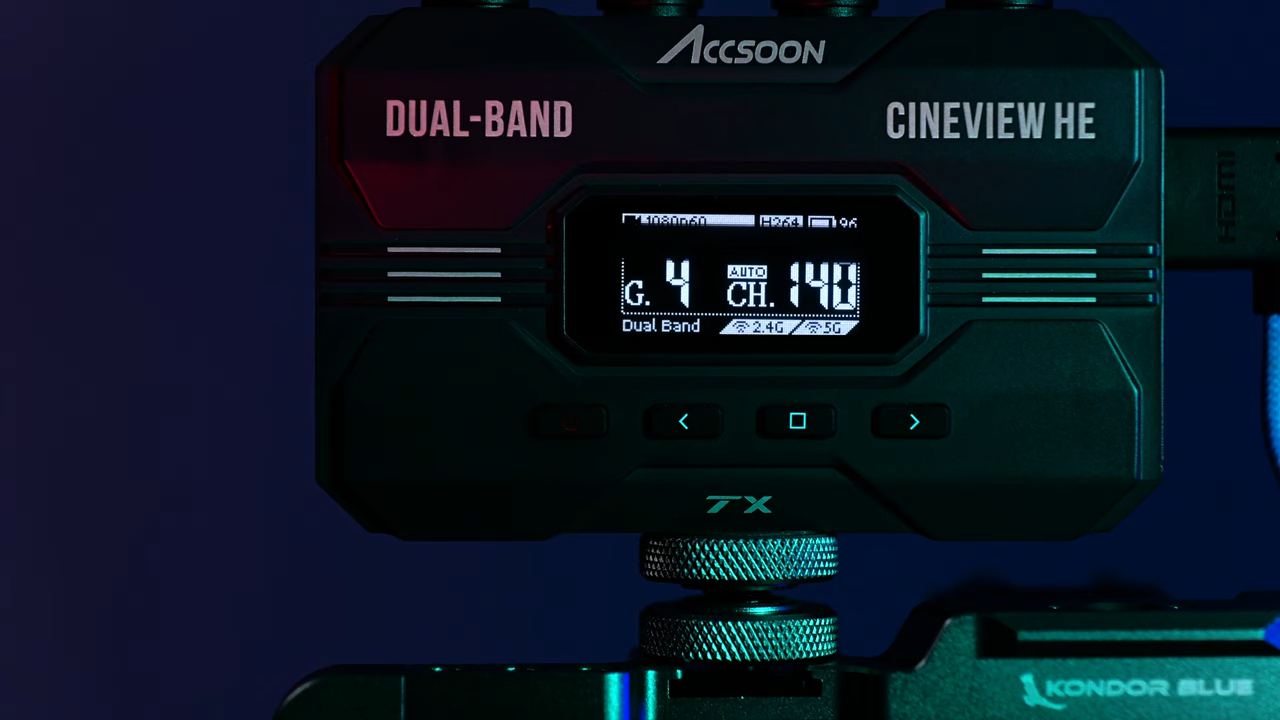 ACCSOON
DUAL-BAND CINEVIEW HE
HDMI
1080p60 H264 96
G. 4 AUTO CH. 140
Dual Band 2.4G 5G
TX
KONDOR BLUE